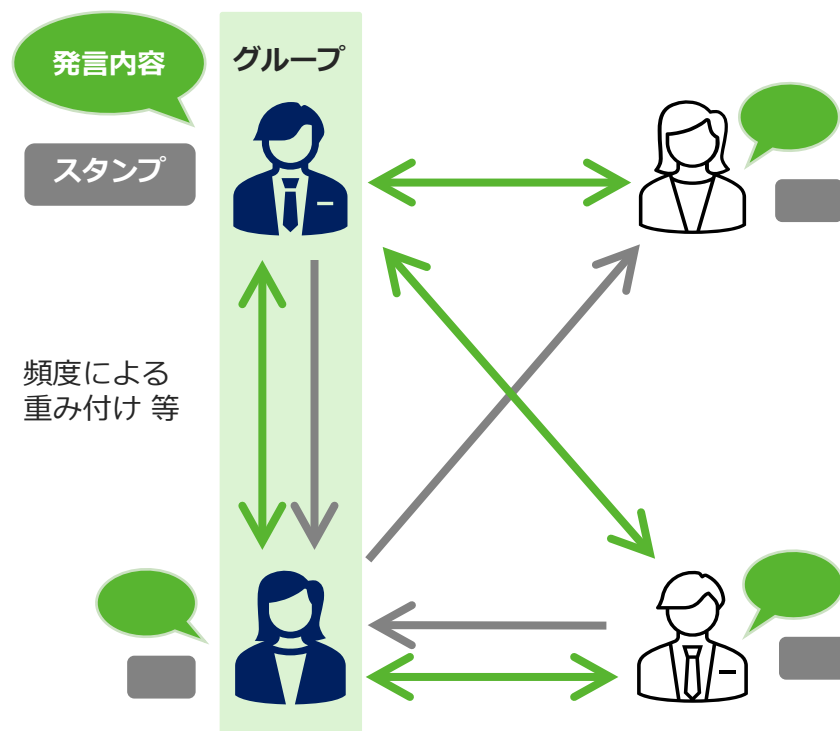 発言内容
グループ
スタンプ
頻度による
重み付け 等